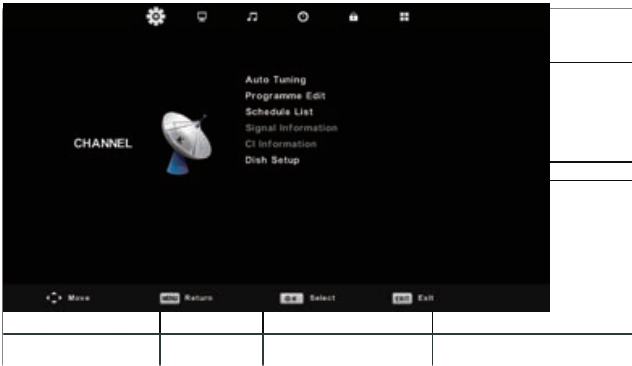 Auto Tuning
Programme Edit
Schedule List
Signal Information
CI Information
Dish Setup
CHANNEL
Move
MENU Return
OK Select
EXIT Exit